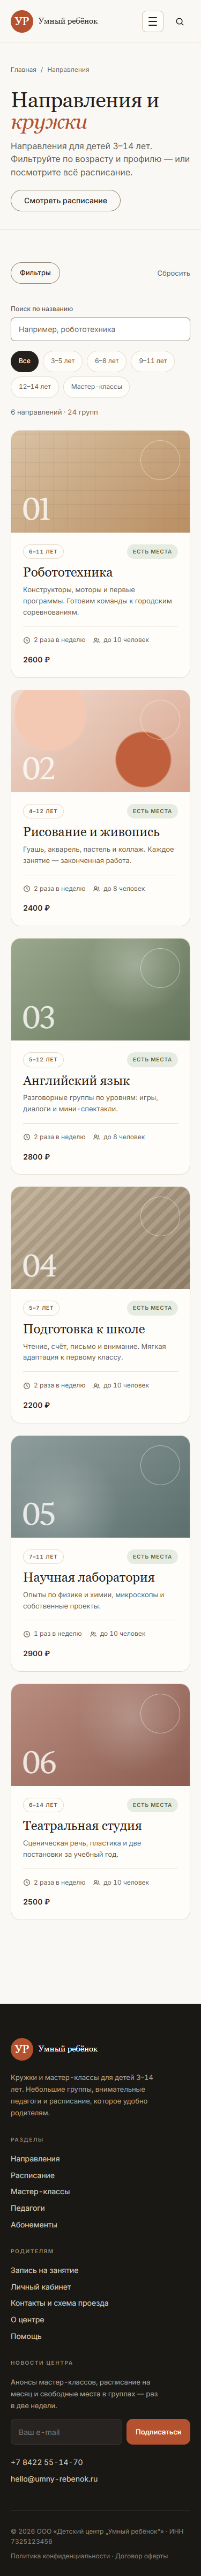 УР Умный ребёнок
Главная / Направления
Направления и
кружки
Направления для детей 3–14 лет.
Фильтруйте по возрасту и профилю — или
посмотрите всё расписание.
Смотреть расписание
Фильтры
Сбросить
Поиск по названию
Например, робототехника
Все
3–5 лет
6–8 лет
9–11 лет
12–14 лет
Мастер-классы
6 направлений · 24 групп
01
6–11 ЛЕТ
ЕСТЬ МЕСТА
Робототехника
Конструкторы, моторы и первые
программы. Готовим команды к городским
соревнованиям.
2 раза в неделю
до 10 человек
2600 ₽
02
4–12 ЛЕТ
ЕСТЬ МЕСТА
Рисование и живопись
Гуашь, акварель, пастель и коллаж. Каждое
занятие — законченная работа.
2 раза в неделю
до 8 человек
2400 ₽
03
5–12 ЛЕТ
ЕСТЬ МЕСТА
Английский язык
Разговорные группы по уровням: игры,
диалоги и мини-спектакли.
2 раза в неделю
до 8 человек
2800 ₽
04
5–7 ЛЕТ
ЕСТЬ МЕСТА
Подготовка к школе
Чтение, счёт, письмо и внимание. Мягкая
адаптация к первому классу.
2 раза в неделю
до 10 человек
2200 ₽
05
7–11 ЛЕТ
ЕСТЬ МЕСТА
Научная лаборатория
Опыты по физике и химии, микроскопы и
собственные проекты.
1 раз в неделю
до 10 человек
2900 ₽
06
6–14 ЛЕТ
ЕСТЬ МЕСТА
Театральная студия
Сценическая речь, пластика и две
постановки за учебный год.
2 раза в неделю
до 10 человек
2500 ₽
УР Умный ребёнок
Кружки и мастер-классы для детей 3–14
лет. Небольшие группы, внимательные
педагоги и расписание, которое удобно
родителям.
РАЗДЕЛЫ
Направления
Расписание
Мастер-классы
Педагоги
Абонементы
РОДИТЕЛЯМ
Запись на занятие
Личный кабинет
Контакты и схема проезда
О центре
Помощь
НОВОСТИ ЦЕНТРА
Анонсы мастер-классов, расписание на
месяц и свободные места в группах — раз
в две недели.
Ваш e-mail
Подписаться
+7 8422 55-14-70
hello@umny-rebenok.ru
© 2026 ООО «Детский центр „Умный ребёнок“» · ИНН
7325123456
Политика конфиденциальности · Договор оферты